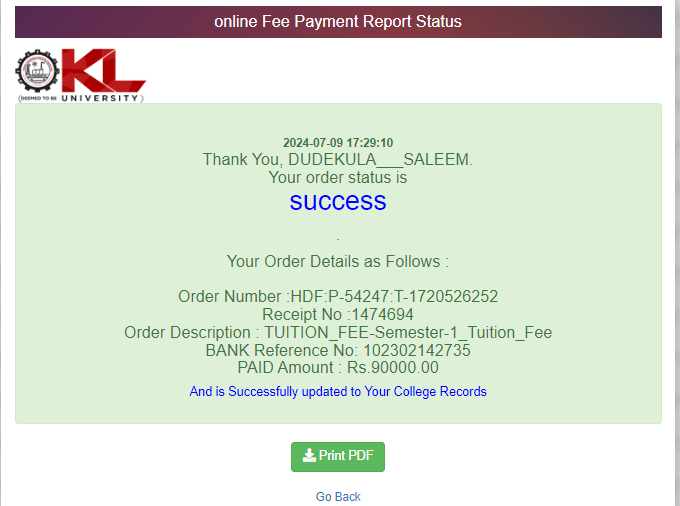 online Fee Payment Report Status
KL
(DEEMED TO BE UNIVERSITY)
2024-07-09 17:29:10
Thank You, DUDEKULA___SALEEM.
Your order status is
success
.
Your Order Details as Follows :
Order Number :HDF:P-54247:T-1720526252
Receipt No :1474694
Order Description : TUITION_FEE-Semester-1_Tuition_Fee
BANK Reference No: 102302142735
PAID Amount : Rs.90000.00
And is Successfully updated to Your College Records
Print PDF
Go Back